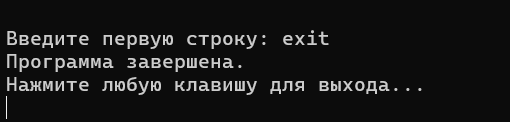 Введите первую строку: exit
Программа завершена.
Нажмите любую клавишу для выхода...